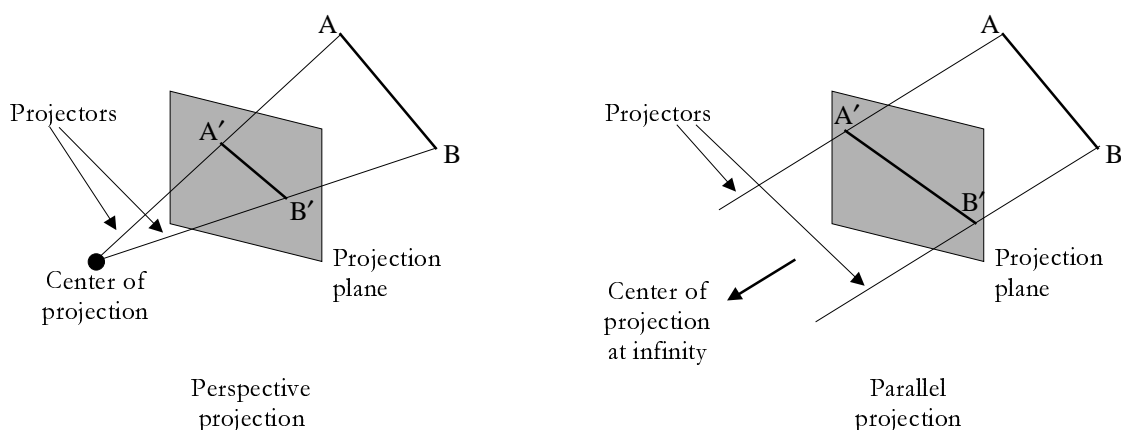 A
Projectors
A′
B
B′
Projection
plane
Center of
projection
Perspective
projection
A
Projectors
A′
B
B′
Projection
plane
Center of
projection
at infinity
Parallel
projection